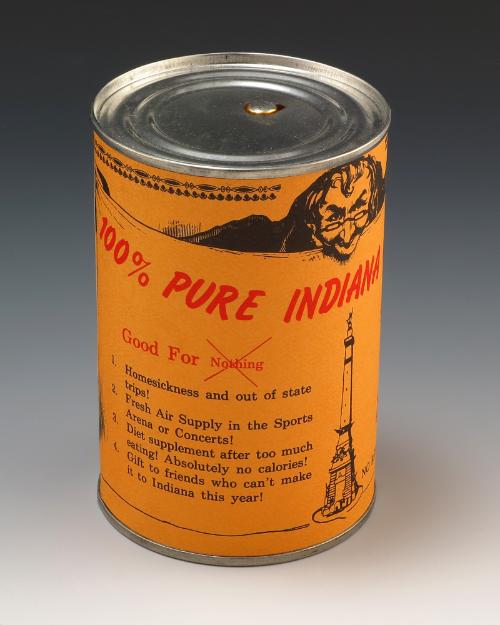 100% PURE INDIANA
Good For Nothing
1. Homesickness and out of state
trips!
2. Fresh Air Supply in the Sports
Arena or Concerts!
3. Diet supplement after too much
eating! Absolutely no calories!
4. Gift to friends who can't make
it to Indiana this year!
NO